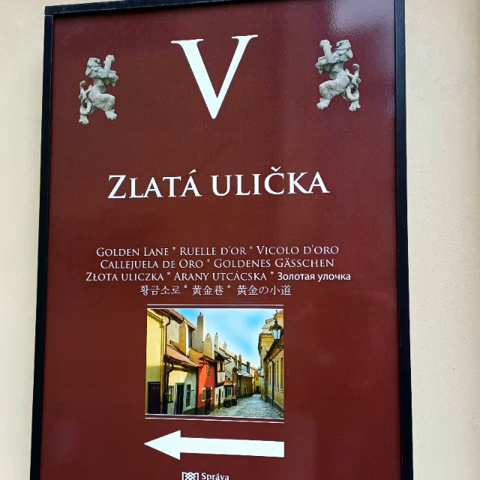 V
ZLATÁ ULIČKA
GOLDEN LANE * RUELLE D'OR * VICOLO D'ORO
CALLEJUELA DE ORO * GOLDENES GÄSSCHEN
ZŁOTA ULICZKA * ARANY UTCÁCSKA * Золотая улочка
황금소로 * 黃金巷 * 黄金の小道
Správa